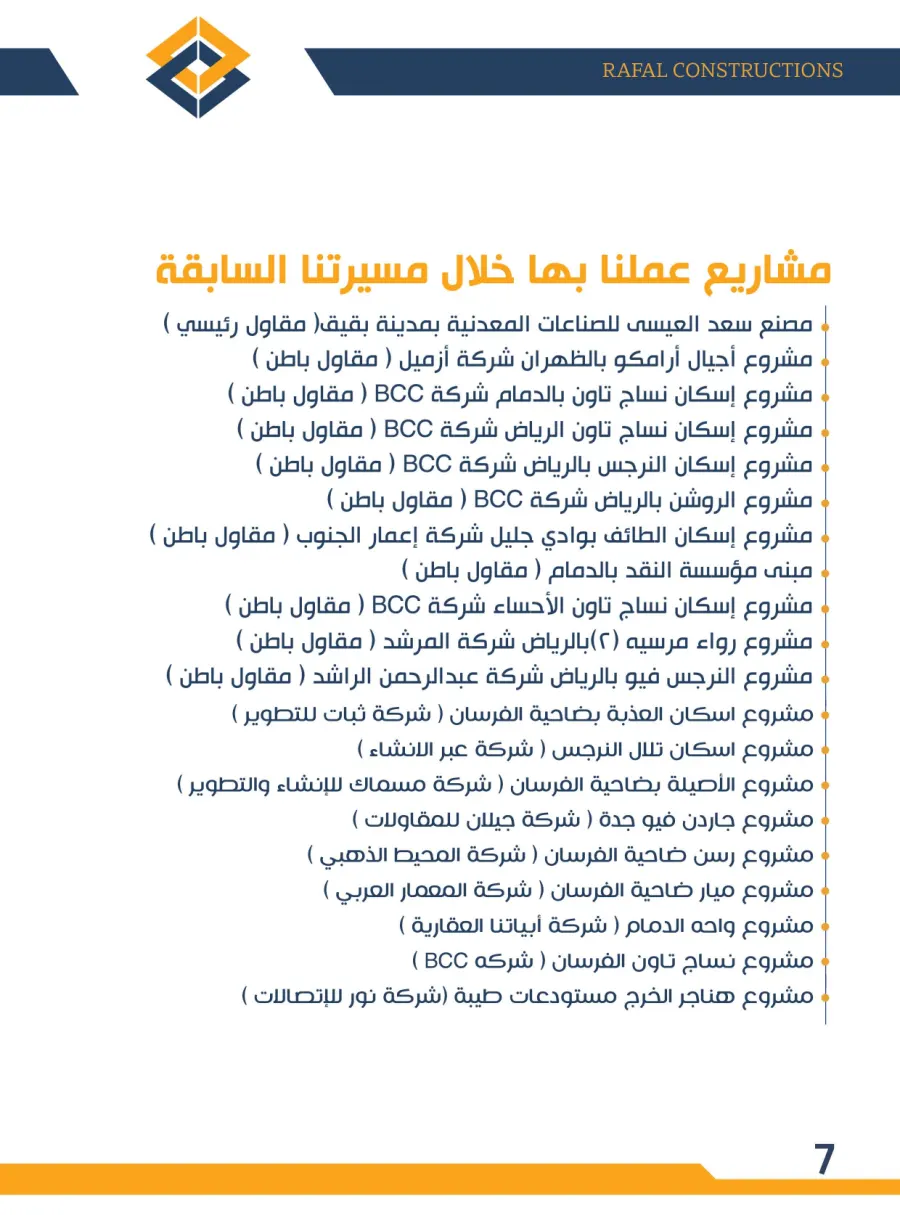 RAFAL CONSTRUCTIONS
مشاريع عملنا بها خلال مسيرتنا السابقة
مصنع سعد العيسى للصناعات المعدنية بمدينة بقيق( مقاول رئيسي )
مشروع أجيال أرامكو بالظهران شركة أزميل ( مقاول باطن )
مشروع إسكان نساج تاون بالدمام شركة BCC ( مقاول باطن )
مشروع إسكان نساج تاون الرياض شركة BCC ( مقاول باطن )
مشروع إسكان النرجس بالرياض شركة BCC ( مقاول باطن )
مشروع الروشن بالرياض شركة BCC ( مقاول باطن )
مشروع إسكان الطائف بوادي جليل شركة إعمار الجنوب ( مقاول باطن )
مبنى مؤسسة النقد بالدمام ( مقاول باطن )
مشروع إسكان نساج تاون الأحساء شركة BCC ( مقاول باطن )
مشروع رواء مرسيه (٢)بالرياض شركة المرشد ( مقاول باطن )
مشروع النرجس فيو بالرياض شركة عبدالرحمن الراشد ( مقاول باطن )
مشروع اسكان العذبة بضاحية الفرسان ( شركة ثبات للتطوير )
مشروع اسكان تلال النرجس ( شركة عبر الانشاء )
مشروع الأصيلة بضاحية الفرسان ( شركة مسماك للإنشاء والتطوير )
مشروع جاردن فيو جدة ( شركة جيلان للمقاولات )
مشروع رسن ضاحية الفرسان ( شركة المحيط الذهبي )
مشروع ميار ضاحية الفرسان ( شركة المعمار العربي )
مشروع واحه الدمام ( شركة أبياتنا العقارية )
مشروع نساج تاون الفرسان ( شركه BCC )
مشروع هناجر الخرج مستودعات طيبة (شركة نور للإتصالات )
7